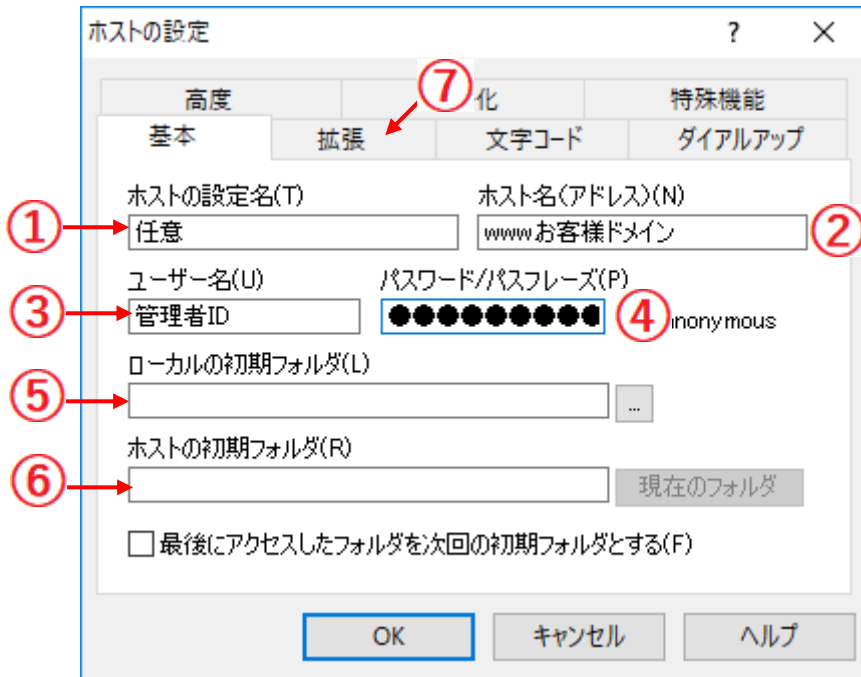 ホストの設定 ? ×
高度 ⑦ 化 特殊機能
基本 拡張 文字コード ダイアルアップ
ホストの設定名(T) ホスト名(アドレス)(N)
① 任意 wwwお客様ドメイン ②
ユーザー名(U) パスワード/パスフレーズ(P)
③ 管理者ID ●●●●●●●●● ④ nonymous
ローカルの初期フォルダ(L)
⑤ ...
ホストの初期フォルダ(R)
⑥ 現在のフォルダ
最後にアクセスしたフォルダを次回の初期フォルダとする(F)
OK キャンセル ヘルプ